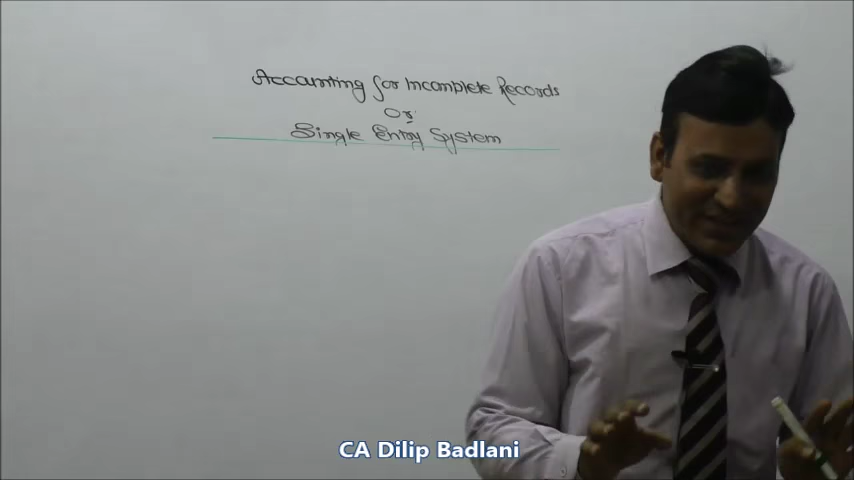 Accounting for Incomplete Records
Or
Single Entry System
CA Dilip Badlani